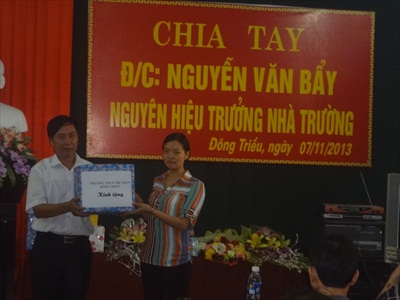 CHIA TAY
Đ/C: NGUYỄN VĂN BẨY
NGUYÊN HIỆU TRƯỞNG NHÀ TRƯỜNG
Đông Triều, ngày 07/11/2013
Kính tặng